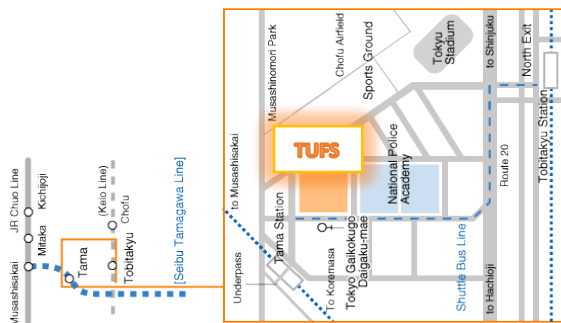 Musashisakai
JR Chuo Line
Mitaka
Kichijoji
Tama
Tobitakyu
(Keio Line)
Chofu
[Seibu Tamagawa Line]
Musashinomori Park
Chofu Airfield
Sports Ground
Tokyu
Stadium
to Shinjuku
North Exit
Tobitakyu Station
TUFS
National Police
Academy
Route 20
to Musashisakai
Tama Station
Underpass
To Koremasa
Tokyo Gaikokugo
Daigaku-mae
Shuttle Bus Line
to Hachioji